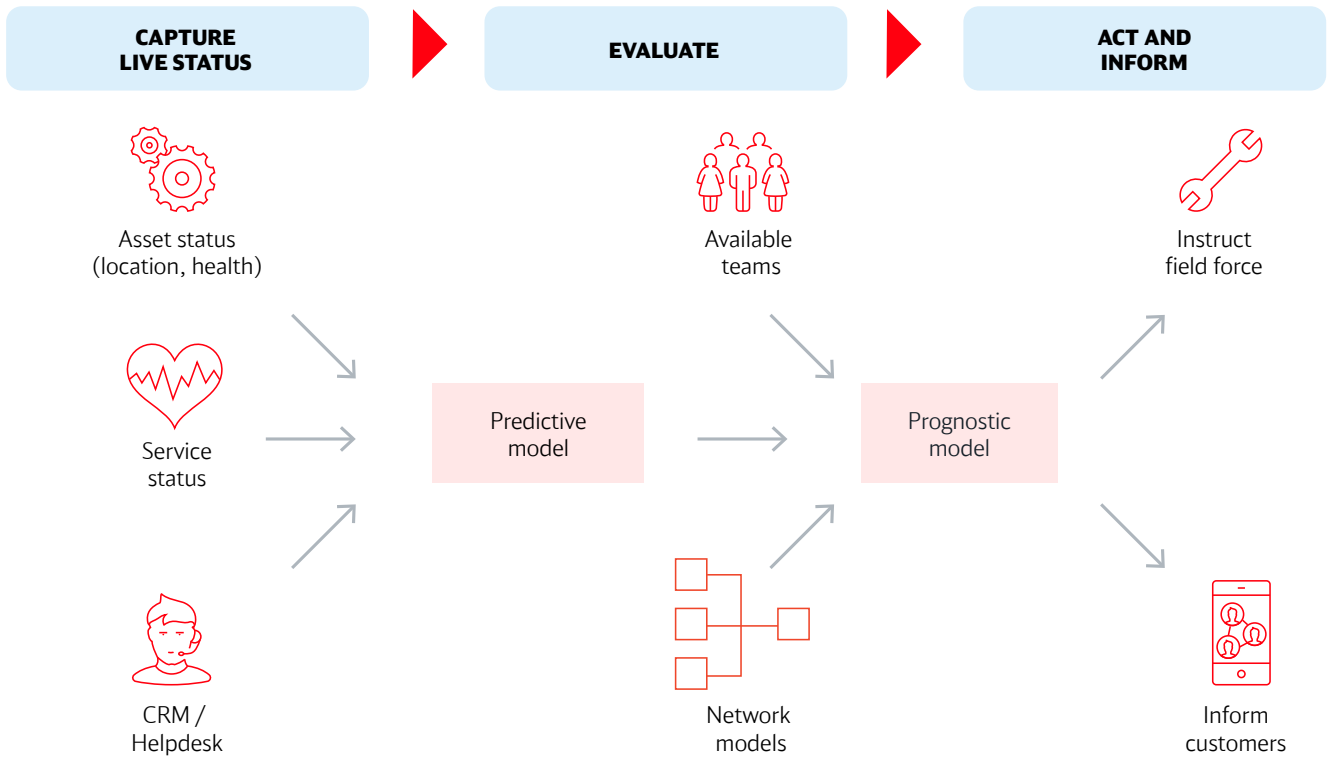 CAPTURE
LIVE STATUS
EVALUATE
ACT AND
INFORM
Asset status
(location, health)
Available
teams
Instruct
field force
Service
status
Predictive
model
Prognostic
model
CRM /
Helpdesk
Network
models
Inform
customers